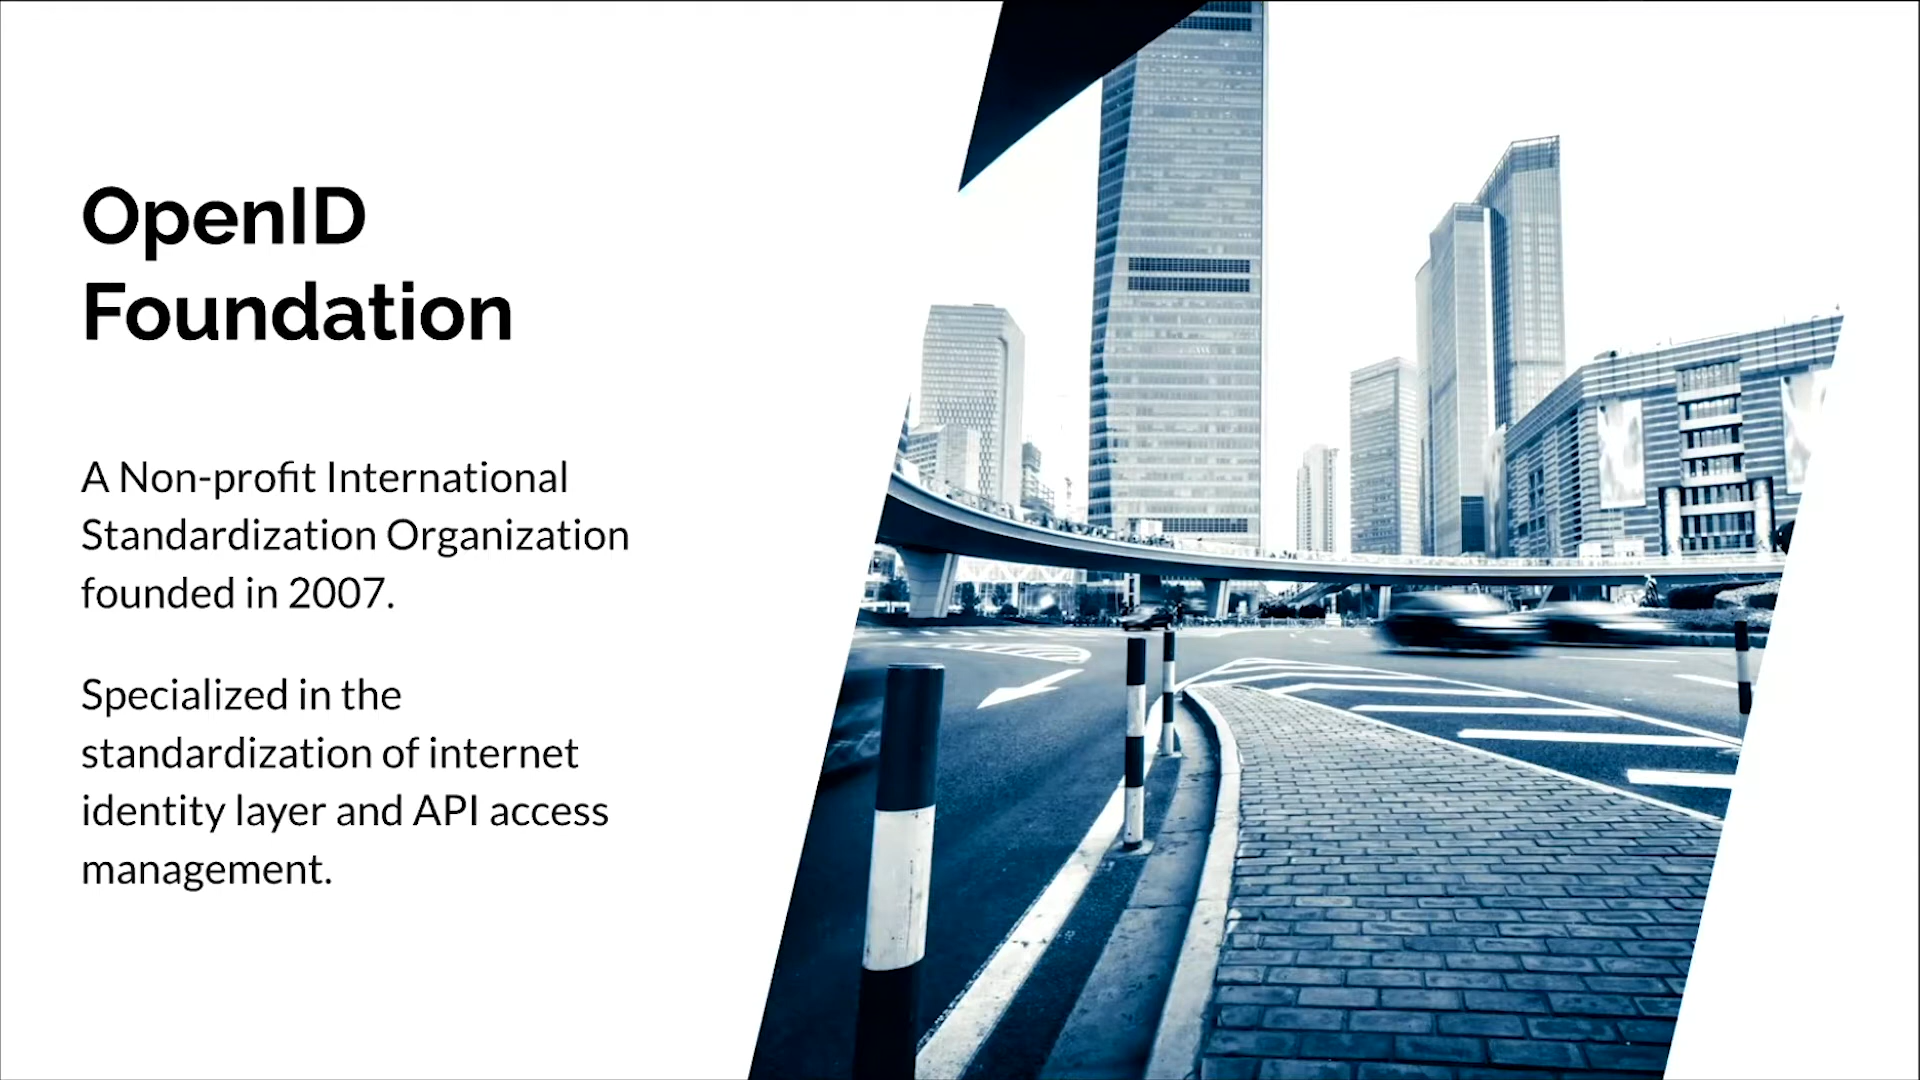 OpenID
Foundation
A Non-profit International
Standardization Organization
founded in 2007.
Specialized in the
standardization of internet
identity layer and API access
management.